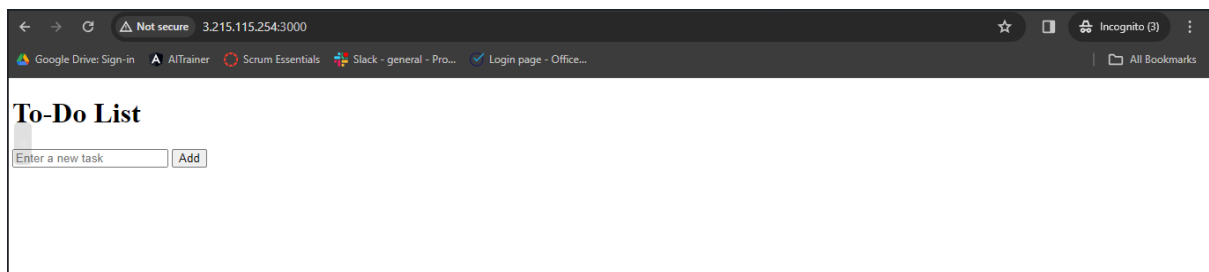 Not secure 3.215.115.254:3000 Incognito (3)
Google Drive: Sign-in A AITrainer Scrum Essentials Slack - general - Pro... Login page - Office... All Bookmarks
To-Do List
Enter a new task Add